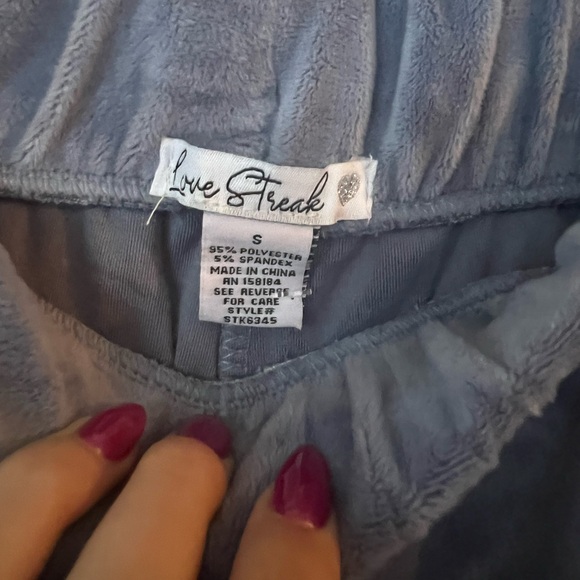 Love Streak
S
95% POLYESTER
5% SPANDEX
MADE IN CHINA
RN 158184
SEE REVERSE
FOR CARE
STYLE#
STK6345